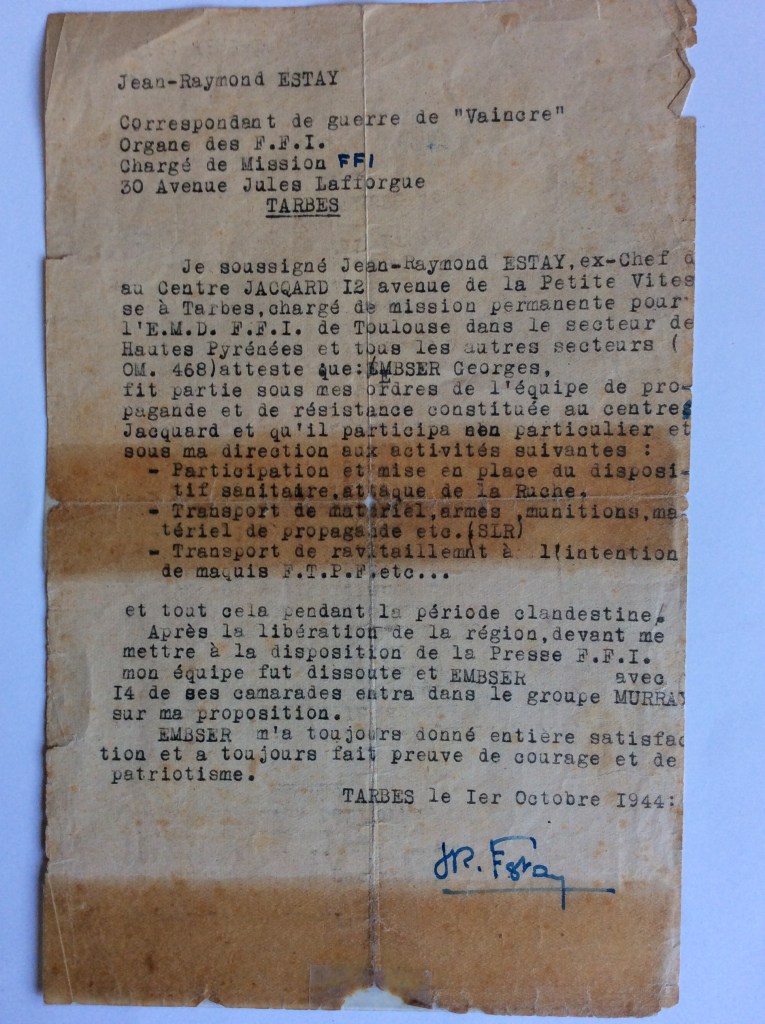 Jean-Raymond ESTAY
Correspondant de guerre de "Vaincre"
Organe des F.F.I.
Chargé de Mission FFI
30 Avenue Jules Lafforgue
TARBES
Je soussigné Jean-Raymond ESTAY,ex-Chef d
au Centre JACQARD I2 avenue de la Petite Vites
se à Tarbes,chargé de mission permanente pour
l'E.M.D. F.F.I. de Toulouse dans le secteur de
Hautes Pyrénées et tous les autres secteurs (
OM. 468)atteste que: EMBSER Georges,
fit partie sous mes ordres de l'équipe de pro-
pagande et de résistance constituée au centre
Jacquard et qu'il participa en particulier et
sous ma direction aux activités suivantes :
- Participation et mise en place du disposi-
tif sanitaire,attaque de la Ruche.
- Transport de matériel,armes ,munitions,ma-
tériel de propagande etc.(SLR)
- Transport de ravitaillemnt à l'intention
de maquis F.T.P.F.etc...
et tout cela pendant la période clandestine.
Après la libération de la région,devant me
mettre à la disposition de la Presse F.F.I.
mon équipe fut dissoute et EMBSER avec
I4 de ses camarades entra dans le groupe MURRAY
sur ma proposition.
EMBSER m'a toujours donné entière satisfac
tion et a toujours fait preuve de courage et de
patriotisme.
TARBES le Ier Octobre I944:
JR. Estay